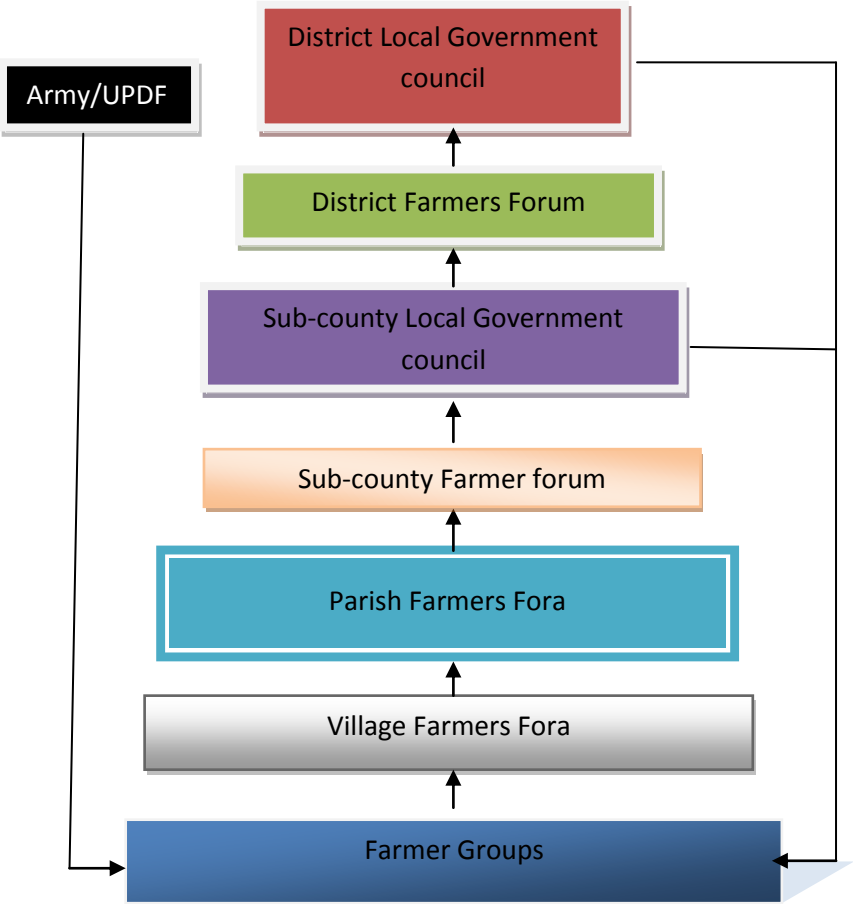 District Local Government
council
Army/UPDF
District Farmers Forum
Sub-county Local Government
council
Sub-county Farmer forum
Parish Farmers Fora
Village Farmers Fora
Farmer Groups